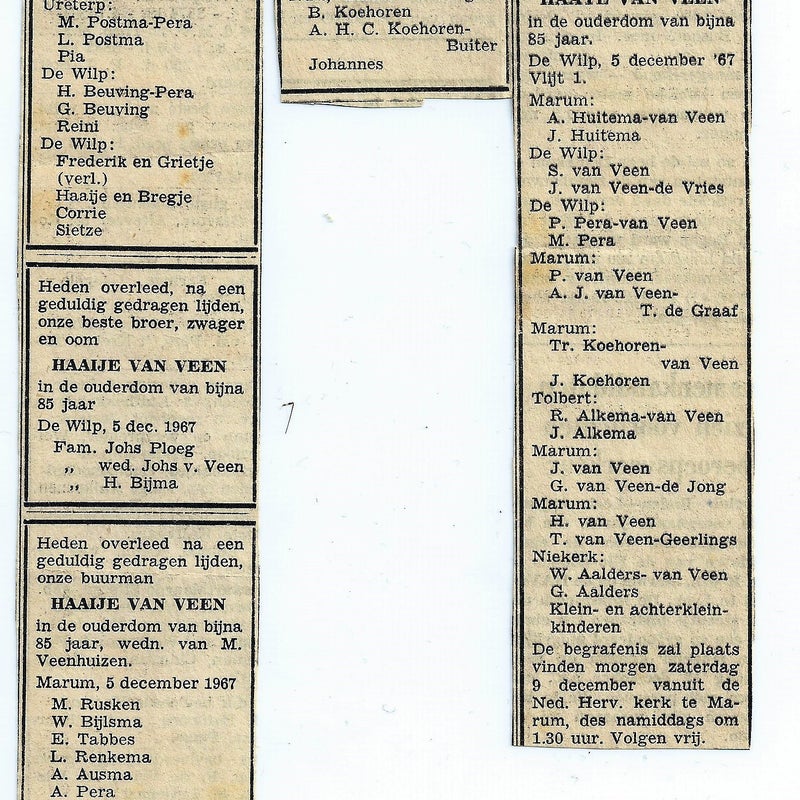 Ureterp:
M. Postma-Pera
L. Postma
Pia
De Wilp:
H. Beuving-Pera
G. Beuving
Reini
De Wilp:
Frederik en Grietje
(verl.)
Haaije en Bregje
Corrie
Sietze
Heden overleed, na een
geduldig gedragen lijden,
onze beste broer, zwager
en oom
HAAIJE VAN VEEN
in de ouderdom van bijna
85 jaar
De Wilp, 5 dec. 1967
Fam. Johs Ploeg
„ wed. Johs v. Veen
„ H. Bijma
Heden overleed na een
geduldig gedragen lijden,
onze buurman
HAAIJE VAN VEEN
in de ouderdom van bijna
85 jaar, wedn. van M.
Veenhuizen.
Marum, 5 december 1967
M. Rusken
W. Bijlsma
E. Tabbes
L. Renkema
A. Ausma
A. Pera
B. Koehoren
A. H. C. Koehoren-
Buiter
Johannes
VAN VEEN
in de ouderdom van bijna
85 jaar.
De Wilp, 5 december '67
Vlijt 1.
Marum:
A. Huitema-van Veen
J. Huitema
De Wilp:
S. van Veen
J. van Veen-de Vries
De Wilp:
P. Pera-van Veen
M. Pera
Marum:
P. van Veen
A. J. van Veen-
T. de Graaf
Marum:
Tr. Koehoren-
van Veen
J. Koehoren
Tolbert:
R. Alkema-van Veen
J. Alkema
Marum:
J. van Veen
G. van Veen-de Jong
Marum:
H. van Veen
T. van Veen-Geerlings
Niekerk:
W. Aalders- van Veen
G. Aalders
Klein- en achterklein-
kinderen
De begrafenis zal plaats
vinden morgen zaterdag
9 december vanuit de
Ned. Herv. kerk te Ma-
rum, des namiddags om
1.30 uur. Volgen vrij.